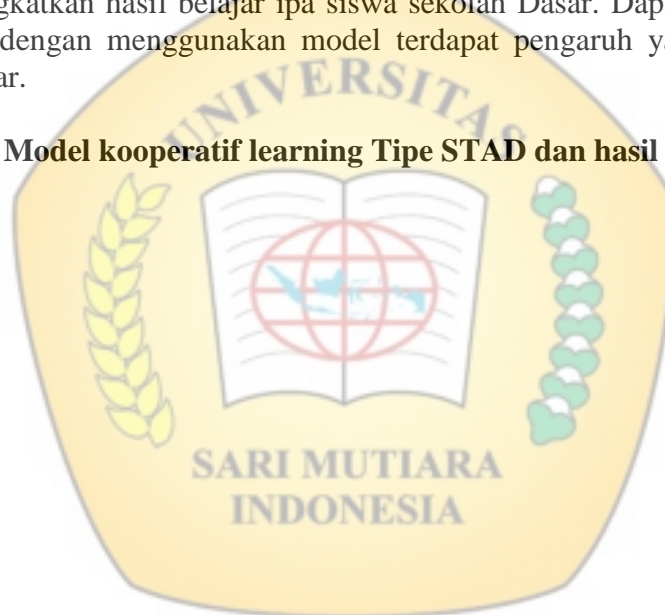 gkatkan hasil belajar ipa siswa sekolah Dasar. Dap
dengan menggunakan model terdapat pengaruh ya
ar.
UNIVERSITAS
Model kooperatif learning Tipe STAD dan hasil
SARI MUTIARA
INDONESIA